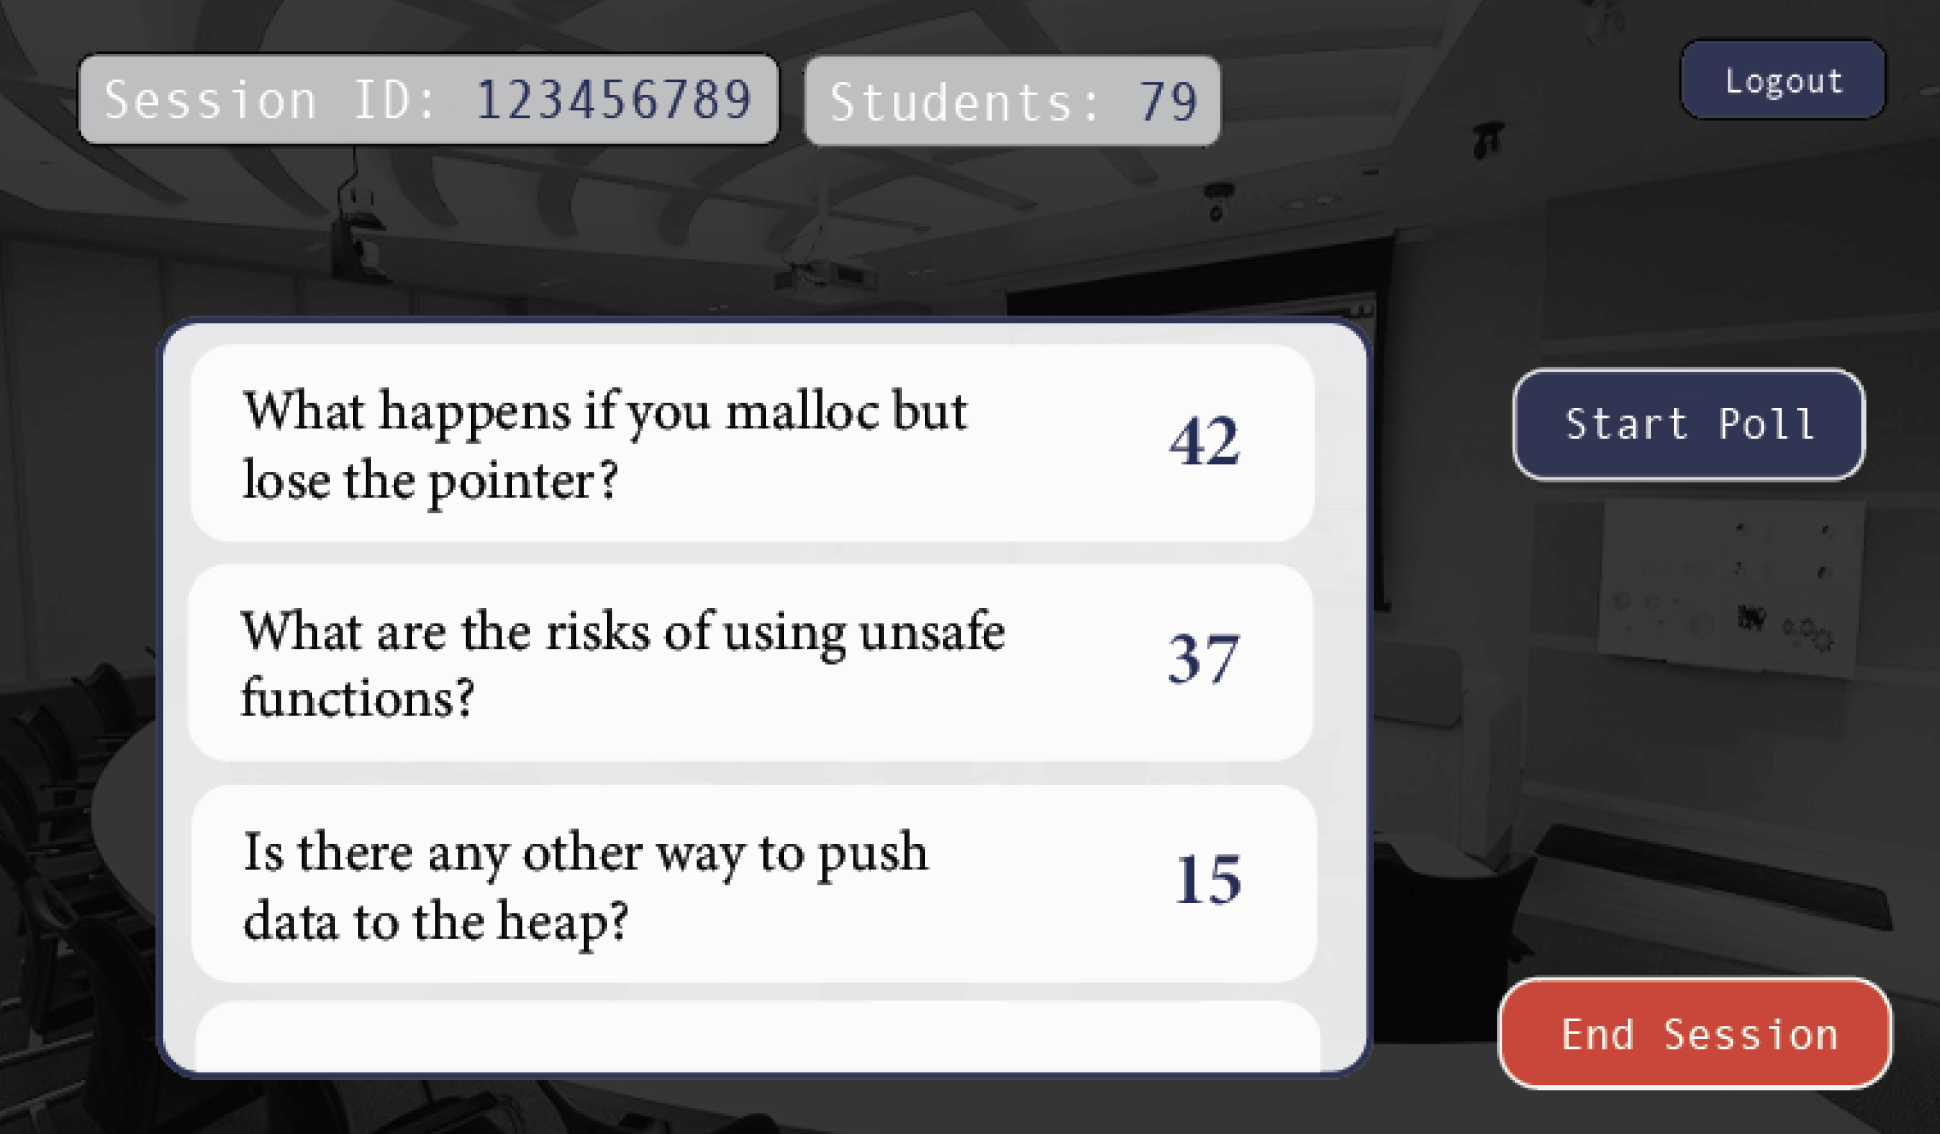 Session ID: 123456789
Students: 79
Logout
What happens if you malloc but
lose the pointer?
42
Start Poll
What are the risks of using unsafe
functions?
37
Is there any other way to push
data to the heap?
15
End Session